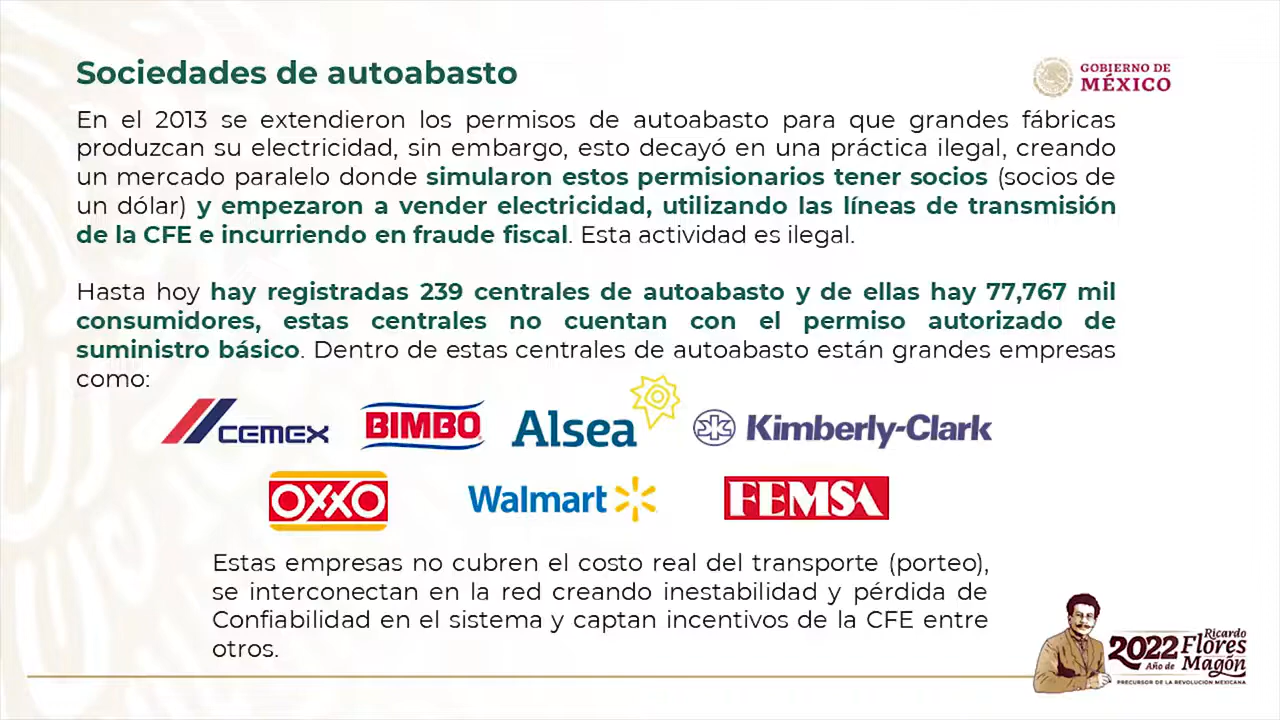 Sociedades de autoabasto
GOBIERNO DE
MÉXICO
En el 2013 se extendieron los permisos de autoabasto para que grandes fábricas
produzcan su electricidad, sin embargo, esto decayó en una práctica ilegal, creando
un mercado paralelo donde simularon estos permisionarios tener socios (socios de
un dólar) y empezaron a vender electricidad, utilizando las líneas de transmisión
de la CFE e incurriendo en fraude fiscal. Esta actividad es ilegal.
Hasta hoy hay registradas 239 centrales de autoabasto y de ellas hay 77,767 mil
consumidores, estas centrales no cuentan con el permiso autorizado de
suministro básico. Dentro de estas centrales de autoabasto están grandes empresas
como:
CEMEX
BIMBO
Alsea
Kimberly-Clark
OXXO
Walmart
FEMSA
Estas empresas no cubren el costo real del transporte (porteo),
se interconectan en la red creando inestabilidad y pérdida de
Confiabilidad en el sistema y captan incentivos de la CFE entre
otros.
2022 Ricardo
Flores
Año de Magón
PRECURSOR DE LA REVOLUCIÓN MEXICANA